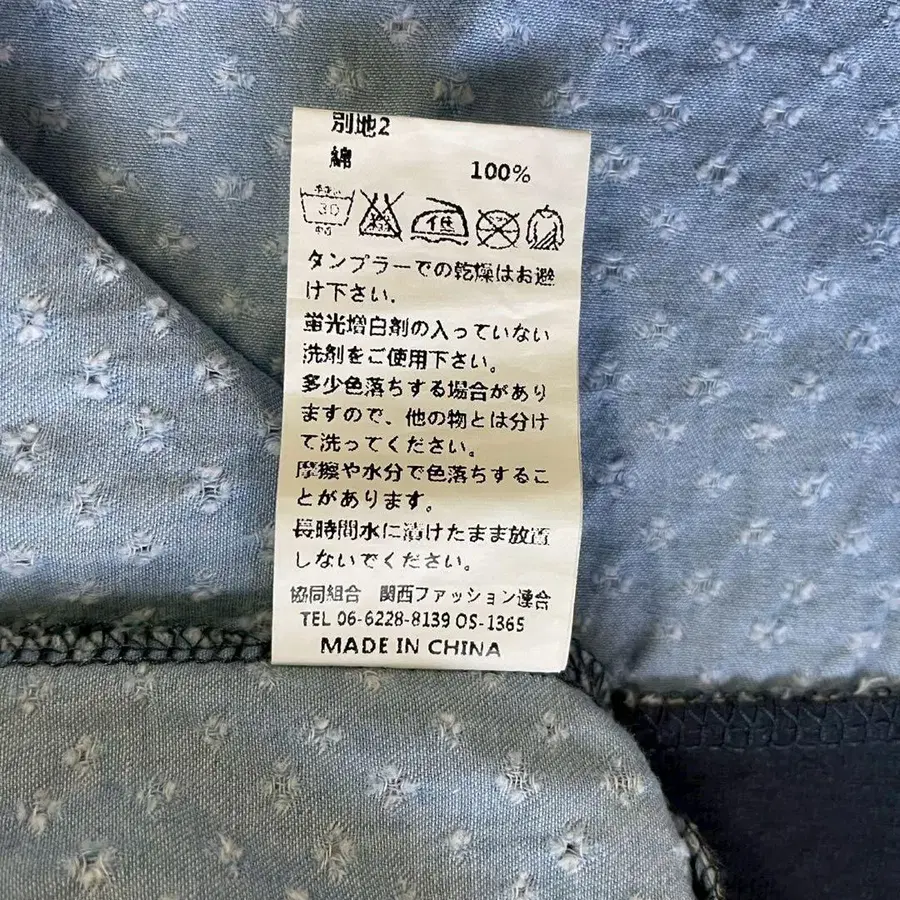 別地2
綿 100%
30
中性
低
タンブラーでの乾燥はお避
け下さい。
蛍光増白剤の入っていない
洗剤をご使用下さい。
多少色落ちする場合があり
ますので、他の物とは分け
て洗ってください。
摩擦や水分で色落ちするこ
とがあります。
長時間水に漬けたまま放置
しないでください。
協同組合 関西ファッション連合
TEL 06-6228-8139 OS-1365
MADE IN CHINA